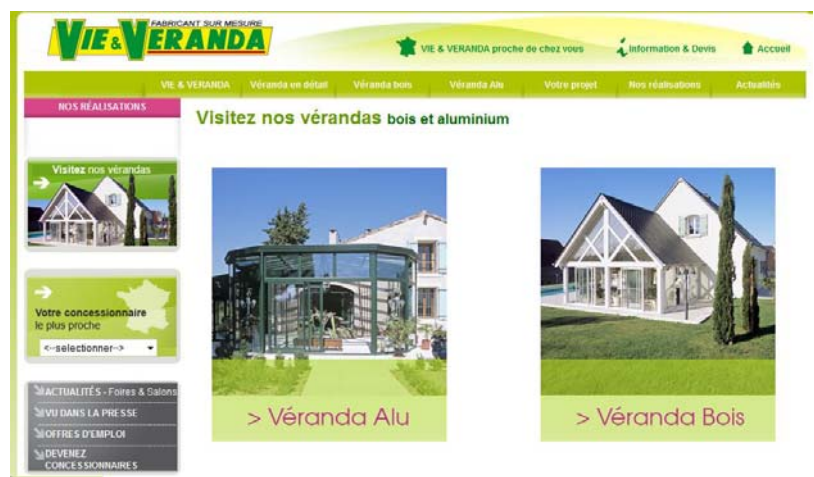 FABRICANT SUR MESURE
VIE & VERANDA
VIE & VERANDA proche de chez vous
Information & Devis
Accueil
VIE & VERANDA
Véranda en détail
Véranda bois
Véranda Alu
Votre projet
Nos réalisations
Actualités
NOS RÉALISATIONS
Visitez nos vérandas bois et aluminium
Visitez nos vérandas
Votre concessionnaire
le plus proche
<--selectionner-->
ACTUALITÉS - Foires & Salons
VU DANS LA PRESSE
OFFRES D'EMPLOI
DEVENEZ
CONCESSIONNAIRES
> Véranda Alu
> Véranda Bois